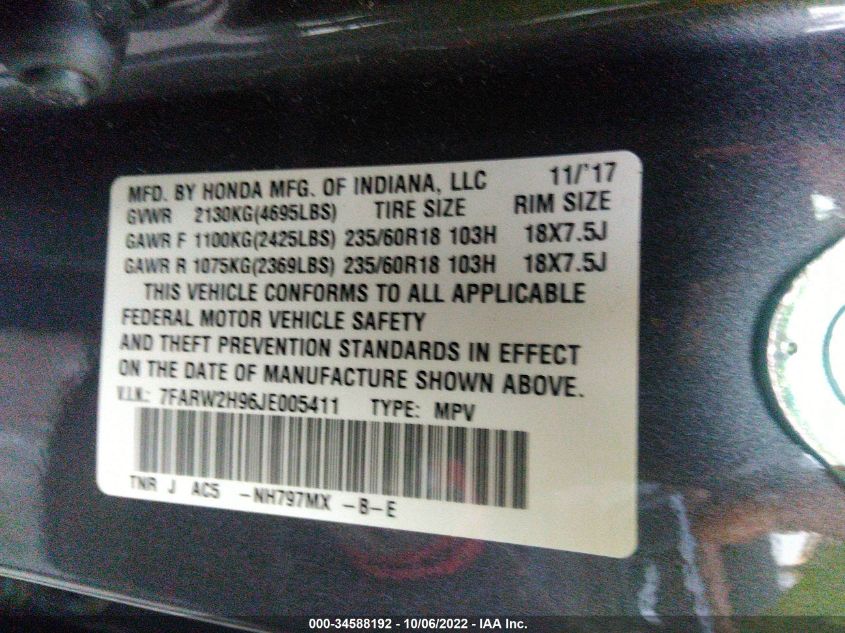 MFD. BY HONDA MFG. OF INDIANA, LLC 11/'17
GVWR 2130KG(4695LBS) TIRE SIZE RIM SIZE
GAWR F 1100KG(2425LBS) 235/60R18 103H 18X7.5J
GAWR R 1075KG(2369LBS) 235/60R18 103H 18X7.5J
THIS VEHICLE CONFORMS TO ALL APPLICABLE
FEDERAL MOTOR VEHICLE SAFETY
AND THEFT PREVENTION STANDARDS IN EFFECT
ON THE DATE OF MANUFACTURE SHOWN ABOVE.
V.I.N.: 7FARW2H96JE005411 TYPE: MPV
TNR J AC5 -NH797MX -B-E
000-34588192 - 10/06/2022 - IAA Inc.